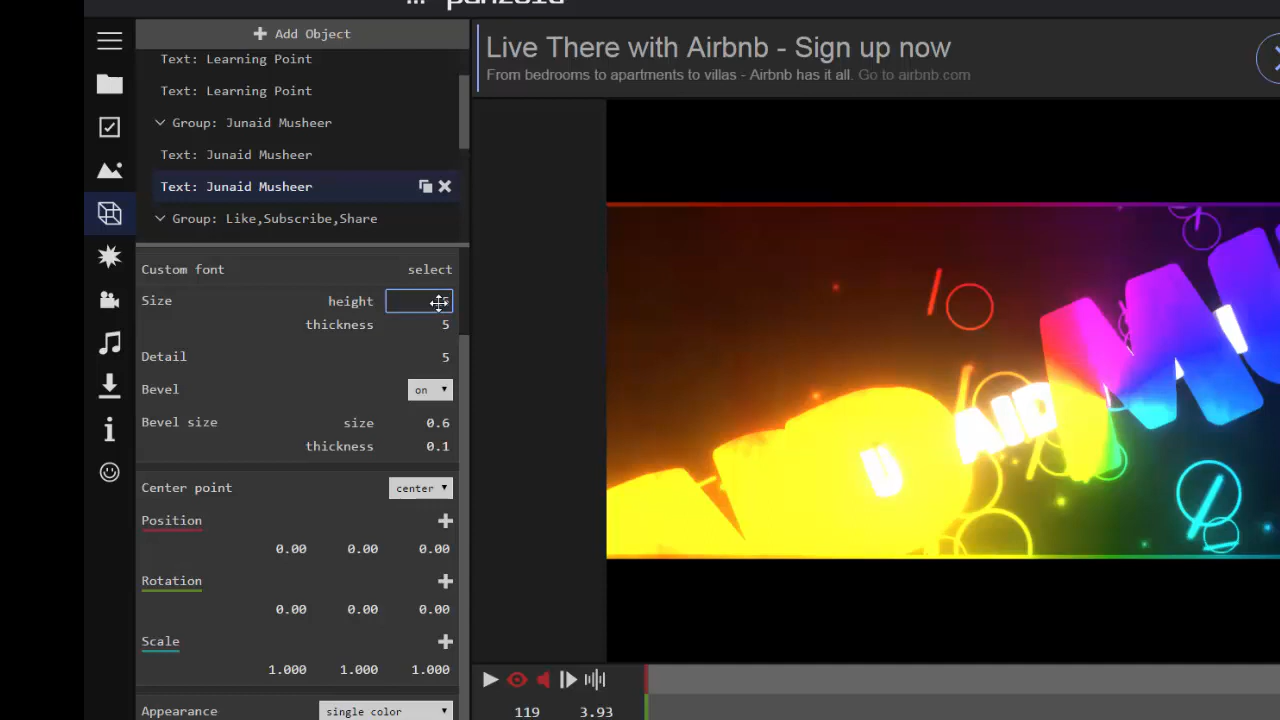 panzoid
Add Object
Text: Learning Point
Text: Learning Point
Group: Junaid Musheer
Text: Junaid Musheer
Text: Junaid Musheer
Group: Like,Subscribe,Share
Custom font select
Size height
thickness 5
Detail 5
Bevel on
Bevel size size 0.6
thickness 0.1
Center point center
Position
0.00 0.00 0.00
Rotation
0.00 0.00 0.00
Scale
1.000 1.000 1.000
Appearance single color
Live There with Airbnb - Sign up now
From bedrooms to apartments to villas - Airbnb has it all. Go to airbnb.com
U AID
119 3.93